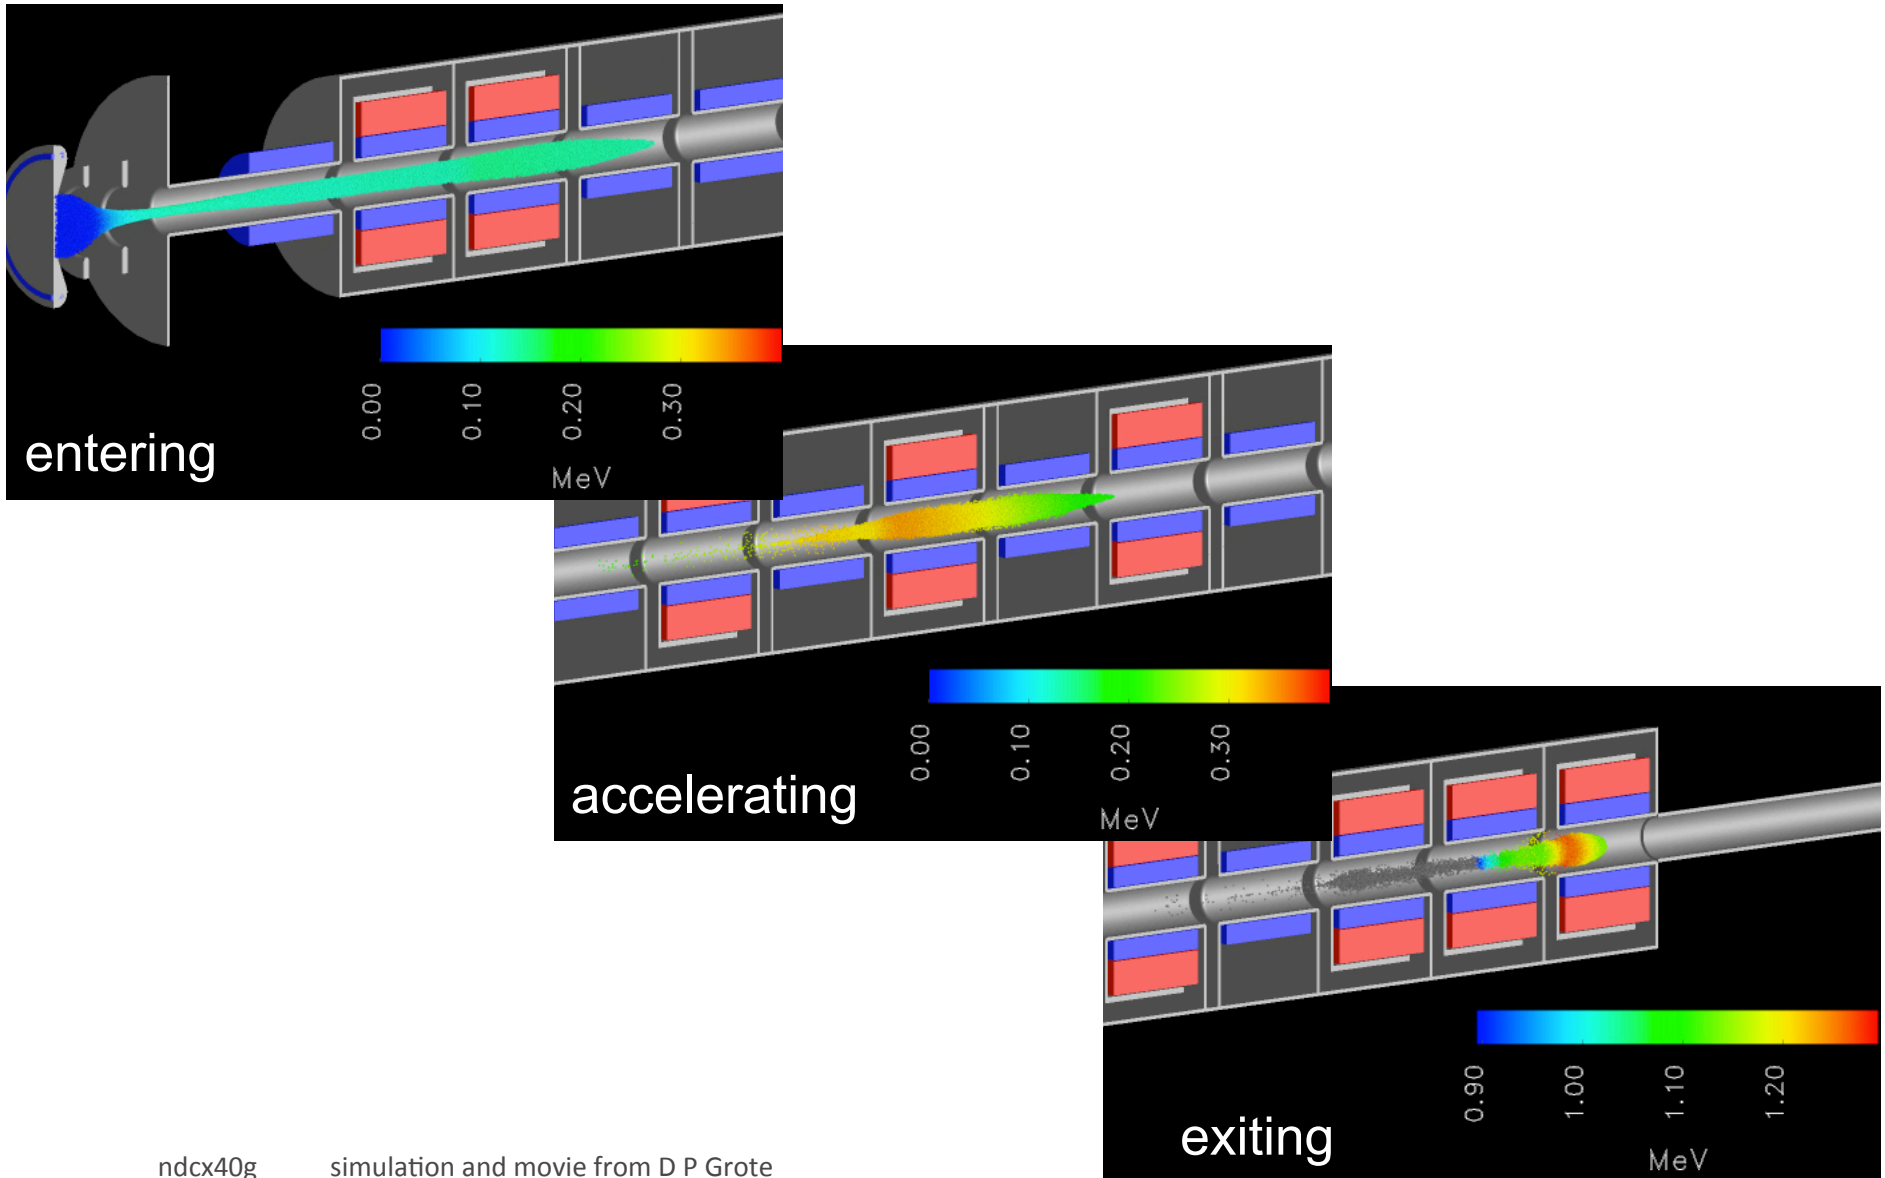 0.00
0.10
0.20
0.30
MeV
entering
0.00
0.10
0.20
0.30
MeV
accelerating
0.90
1.00
1.10
1.20
MeV
exiting
ndcx40g simulation and movie from D P Grote